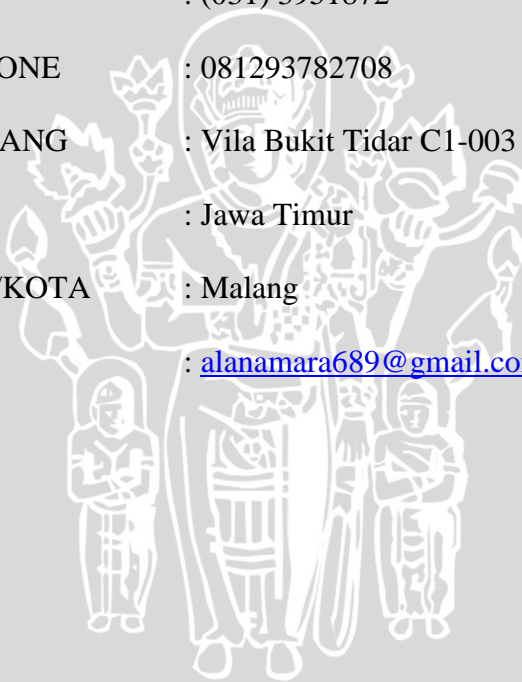 ONE : 081293782708
ANG : Vila Bukit Tidar C1-003
: Jawa Timur
/KOTA : Malang
: alanamara689@gmail.co